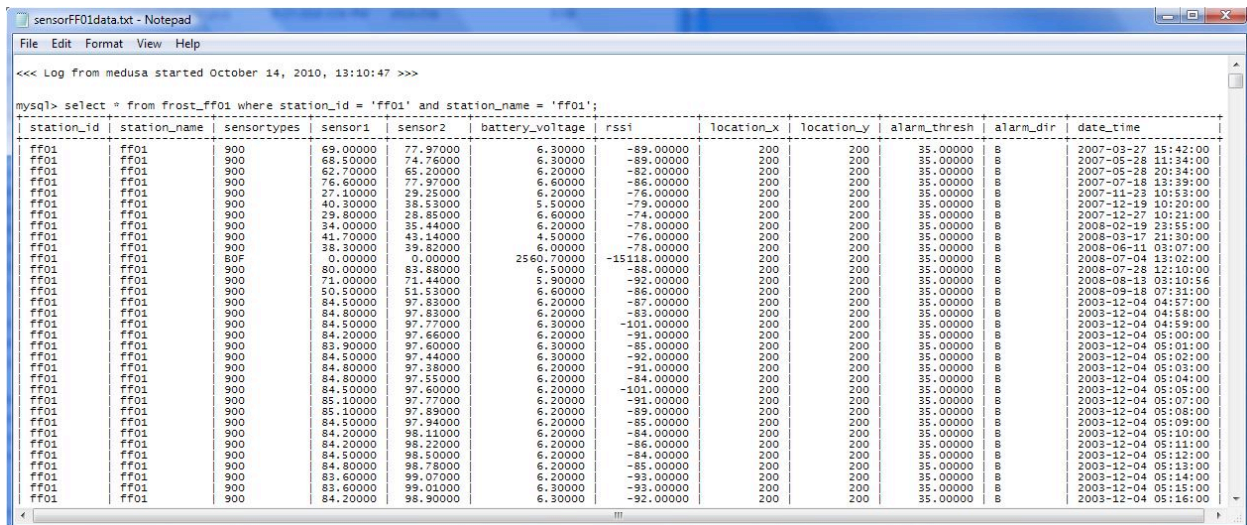 sensorFF01data.txt - Notepad
File Edit Format View Help
<<< Log from medusa started October 14, 2010, 13:10:47 >>>
mysql> select * from frost_ff01 where station_id = 'ff01' and station_name = 'ff01';
| station_id | station_name | sensortypes | sensor1 | sensor2 | battery_voltage | rssi | location_x | location_y | alarm_thresh | alarm_dir | date_time |
| ff01 | ff01 | 900 | 69.00000 | 77.97000 | 6.30000 | -89.00000 | 200 | 200 | 35.00000 | B | 2007-03-27 15:42:00 |
| ff01 | ff01 | 900 | 68.50000 | 74.76000 | 6.30000 | -89.00000 | 200 | 200 | 35.00000 | B | 2007-05-28 11:34:00 |
| ff01 | ff01 | 900 | 62.70000 | 65.20000 | 6.20000 | -82.00000 | 200 | 200 | 35.00000 | B | 2007-05-28 20:34:00 |
| ff01 | ff01 | 900 | 76.60000 | 77.97000 | 6.60000 | -86.00000 | 200 | 200 | 35.00000 | B | 2007-07-18 13:39:00 |
| ff01 | ff01 | 900 | 27.10000 | 29.25000 | 6.20000 | -76.00000 | 200 | 200 | 35.00000 | B | 2007-11-23 10:53:00 |
| ff01 | ff01 | 900 | 40.30000 | 38.53000 | 5.50000 | -79.00000 | 200 | 200 | 35.00000 | B | 2007-12-19 10:20:00 |
| ff01 | ff01 | 900 | 29.80000 | 28.85000 | 6.60000 | -74.00000 | 200 | 200 | 35.00000 | B | 2007-12-27 10:21:00 |
| ff01 | ff01 | 900 | 34.00000 | 35.44000 | 6.20000 | -78.00000 | 200 | 200 | 35.00000 | B | 2008-02-19 23:55:00 |
| ff01 | ff01 | 900 | 41.70000 | 43.14000 | 4.50000 | -76.00000 | 200 | 200 | 35.00000 | B | 2008-03-17 21:30:00 |
| ff01 | ff01 | 900 | 38.30000 | 39.82000 | 6.00000 | -78.00000 | 200 | 200 | 35.00000 | B | 2008-06-11 03:07:00 |
| ff01 | ff01 | BOF | 0.00000 | 0.00000 | 2560.70000 | -15118.00000 | 200 | 200 | 35.00000 | B | 2008-07-04 13:02:00 |
| ff01 | ff01 | 900 | 80.00000 | 83.88000 | 6.50000 | -88.00000 | 200 | 200 | 35.00000 | B | 2008-07-28 12:10:00 |
| ff01 | ff01 | 900 | 71.00000 | 71.44000 | 5.90000 | -92.00000 | 200 | 200 | 35.00000 | B | 2008-08-13 03:10:56 |
| ff01 | ff01 | 900 | 50.50000 | 51.53000 | 6.60000 | -86.00000 | 200 | 200 | 35.00000 | B | 2008-09-18 07:31:00 |
| ff01 | ff01 | 900 | 84.50000 | 97.83000 | 6.20000 | -87.00000 | 200 | 200 | 35.00000 | B | 2003-12-04 04:57:00 |
| ff01 | ff01 | 900 | 84.80000 | 97.83000 | 6.20000 | -83.00000 | 200 | 200 | 35.00000 | B | 2003-12-04 04:58:00 |
| ff01 | ff01 | 900 | 84.50000 | 97.77000 | 6.30000 | -101.00000 | 200 | 200 | 35.00000 | B | 2003-12-04 04:59:00 |
| ff01 | ff01 | 900 | 84.20000 | 97.66000 | 6.20000 | -91.00000 | 200 | 200 | 35.00000 | B | 2003-12-04 05:00:00 |
| ff01 | ff01 | 900 | 83.90000 | 97.60000 | 6.30000 | -85.00000 | 200 | 200 | 35.00000 | B | 2003-12-04 05:01:00 |
| ff01 | ff01 | 900 | 84.50000 | 97.44000 | 6.30000 | -92.00000 | 200 | 200 | 35.00000 | B | 2003-12-04 05:02:00 |
| ff01 | ff01 | 900 | 84.80000 | 97.38000 | 6.20000 | -91.00000 | 200 | 200 | 35.00000 | B | 2003-12-04 05:03:00 |
| ff01 | ff01 | 900 | 84.80000 | 97.55000 | 6.20000 | -84.00000 | 200 | 200 | 35.00000 | B | 2003-12-04 05:04:00 |
| ff01 | ff01 | 900 | 84.50000 | 97.60000 | 6.20000 | -101.00000 | 200 | 200 | 35.00000 | B | 2003-12-04 05:05:00 |
| ff01 | ff01 | 900 | 85.10000 | 97.77000 | 6.20000 | -91.00000 | 200 | 200 | 35.00000 | B | 2003-12-04 05:07:00 |
| ff01 | ff01 | 900 | 85.10000 | 97.89000 | 6.20000 | -89.00000 | 200 | 200 | 35.00000 | B | 2003-12-04 05:08:00 |
| ff01 | ff01 | 900 | 84.50000 | 97.94000 | 6.20000 | -85.00000 | 200 | 200 | 35.00000 | B | 2003-12-04 05:09:00 |
| ff01 | ff01 | 900 | 84.20000 | 98.11000 | 6.20000 | -84.00000 | 200 | 200 | 35.00000 | B | 2003-12-04 05:10:00 |
| ff01 | ff01 | 900 | 84.20000 | 98.22000 | 6.20000 | -86.00000 | 200 | 200 | 35.00000 | B | 2003-12-04 05:11:00 |
| ff01 | ff01 | 900 | 84.50000 | 98.50000 | 6.20000 | -84.00000 | 200 | 200 | 35.00000 | B | 2003-12-04 05:12:00 |
| ff01 | ff01 | 900 | 84.80000 | 98.78000 | 6.20000 | -85.00000 | 200 | 200 | 35.00000 | B | 2003-12-04 05:13:00 |
| ff01 | ff01 | 900 | 83.60000 | 99.07000 | 6.20000 | -93.00000 | 200 | 200 | 35.00000 | B | 2003-12-04 05:14:00 |
| ff01 | ff01 | 900 | 83.60000 | 99.01000 | 6.30000 | -93.00000 | 200 | 200 | 35.00000 | B | 2003-12-04 05:15:00 |
| ff01 | ff01 | 900 | 84.20000 | 98.90000 | 6.30000 | -92.00000 | 200 | 200 | 35.00000 | B | 2003-12-04 05:16:00 |